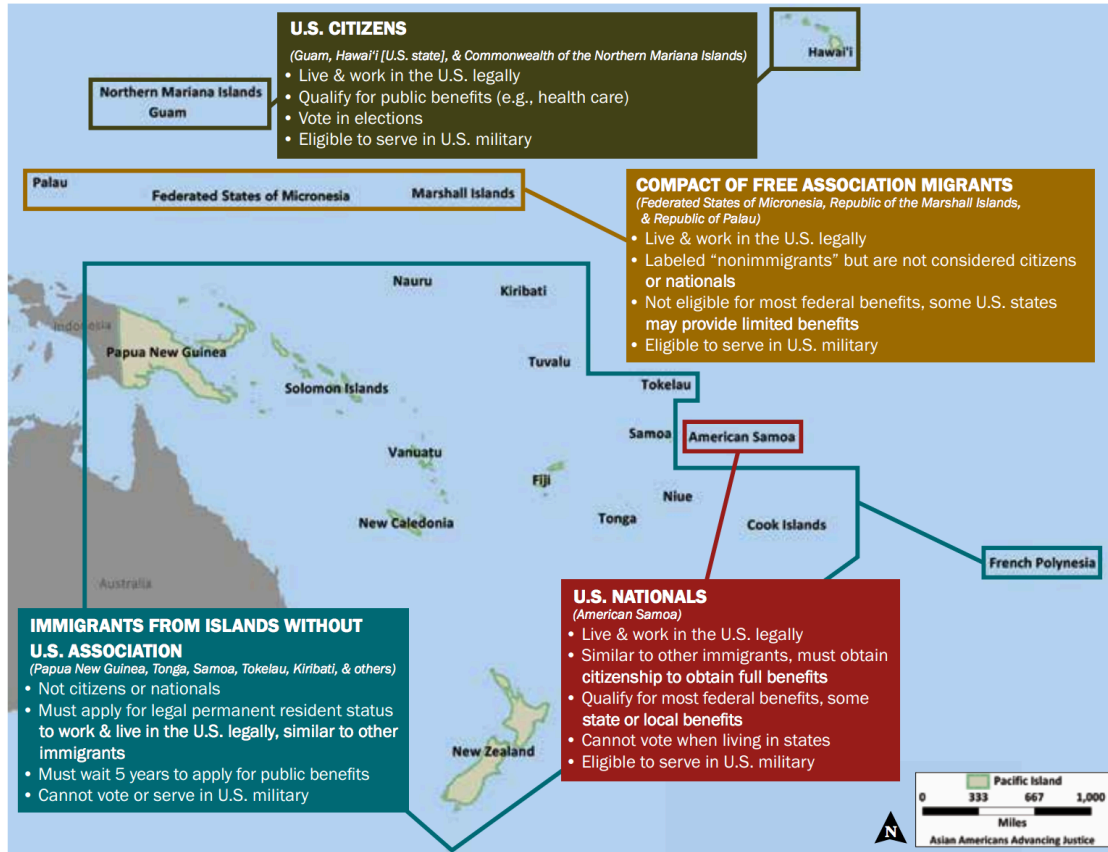 U.S. CITIZENS
(Guam, Hawai‘i [U.S. state], & Commonwealth of the Northern Mariana Islands)
• Live & work in the U.S. legally
• Qualify for public benefits (e.g., health care)
• Vote in elections
• Eligible to serve in U.S. military
Hawai‘i
Northern Mariana Islands
Guam
Palau
Federated States of Micronesia
Marshall Islands
COMPACT OF FREE ASSOCIATION MIGRANTS
(Federated States of Micronesia, Republic of the Marshall Islands,
& Republic of Palau)
• Live & work in the U.S. legally
• Labeled “nonimmigrants” but are not considered citizens
or nationals
• Not eligible for most federal benefits, some U.S. states
may provide limited benefits
• Eligible to serve in U.S. military
Nauru
Kiribati
Indonesia
Papua New Guinea
Solomon Islands
Tuvalu
Tokelau
Samoa
American Samoa
Vanuatu
Fiji
Niue
New Caledonia
Tonga
Cook Islands
French Polynesia
Australia
IMMIGRANTS FROM ISLANDS WITHOUT
U.S. ASSOCIATION
(Papua New Guinea, Tonga, Samoa, Tokelau, Kiribati, & others)
• Not citizens or nationals
• Must apply for legal permanent resident status
to work & live in the U.S. legally, similar to other
immigrants
• Must wait 5 years to apply for public benefits
• Cannot vote or serve in U.S. military
U.S. NATIONALS
(American Samoa)
• Live & work in the U.S. legally
• Similar to other immigrants, must obtain
citizenship to obtain full benefits
• Qualify for most federal benefits, some
state or local benefits
• Cannot vote when living in states
• Eligible to serve in U.S. military
New Zealand
N
Pacific Island
0 333 667 1,000
Miles
Asian Americans Advancing Justice